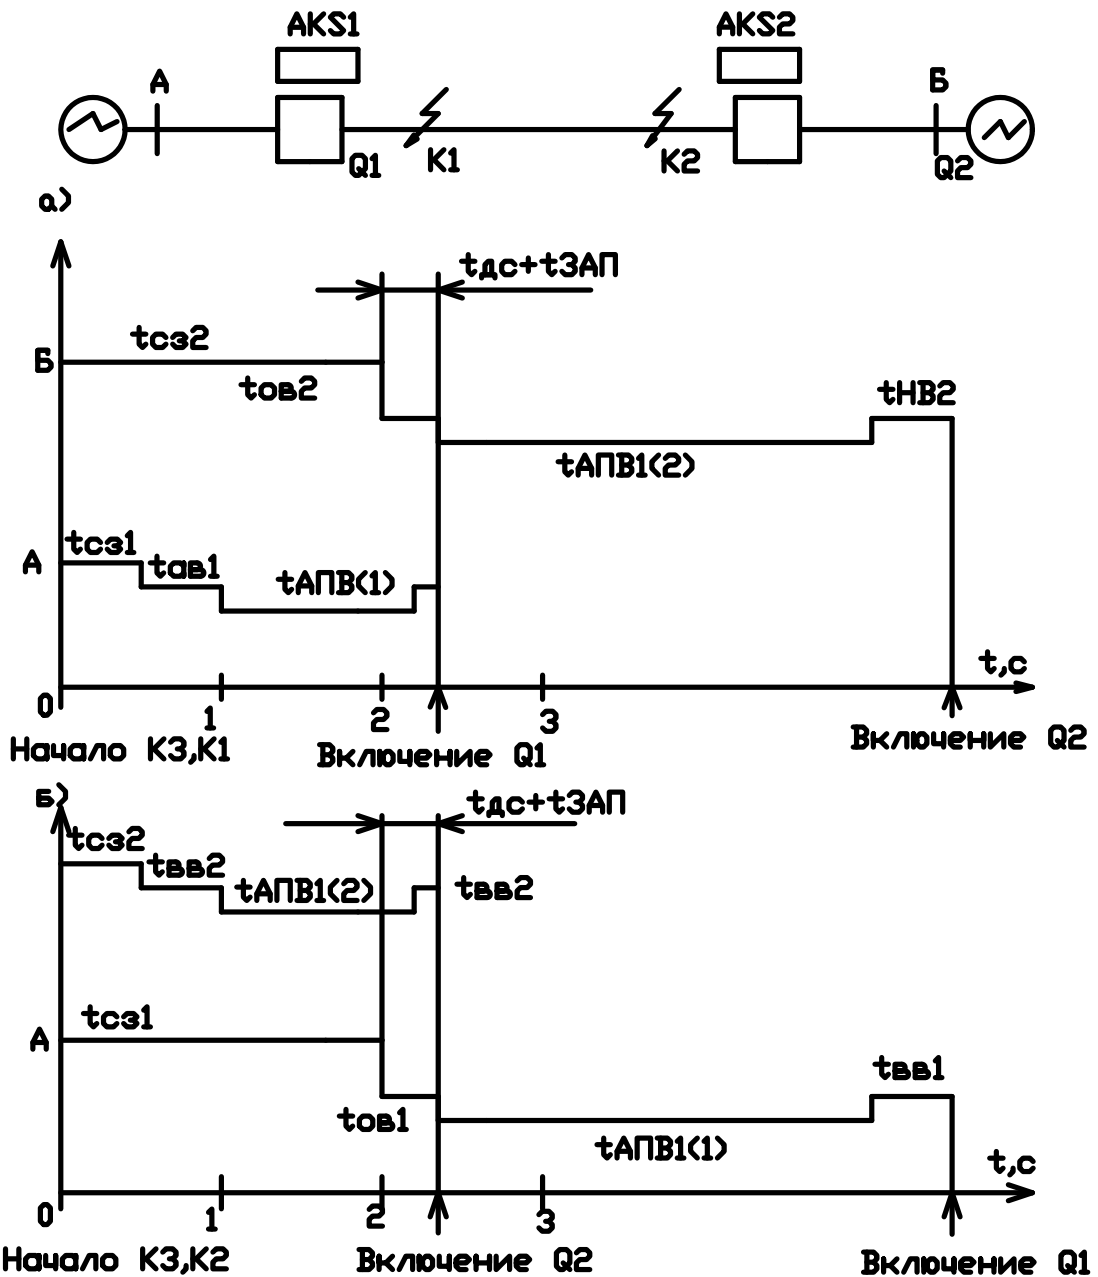 AKS1 AKS2
А Б
Q1 К1 К2 Q2
а)
tдс+tЗАП
tсз2
Б
tов2
tНВ2
tАПВ1(2)
tсз1
А
tав1
tАПВ(1)
t,с
0
1 2 3
Начало КЗ,К1 Включение Q1 Включение Q2
Б)
tдс+tЗАП
tсз2
tвв2
tАПВ1(2) tвв2
tсз1
А
tвв1
tов1
tАПВ1(1)
t,с
0 1 2 3
Начало КЗ,К2 Включение Q2 Включение Q1